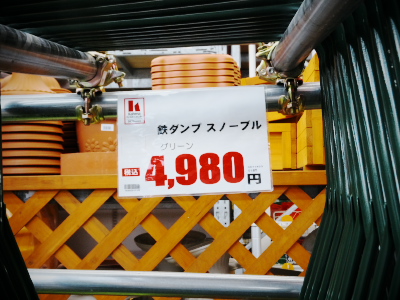 鉄ダンプ スノーブル
グリーン
税込 4,980円